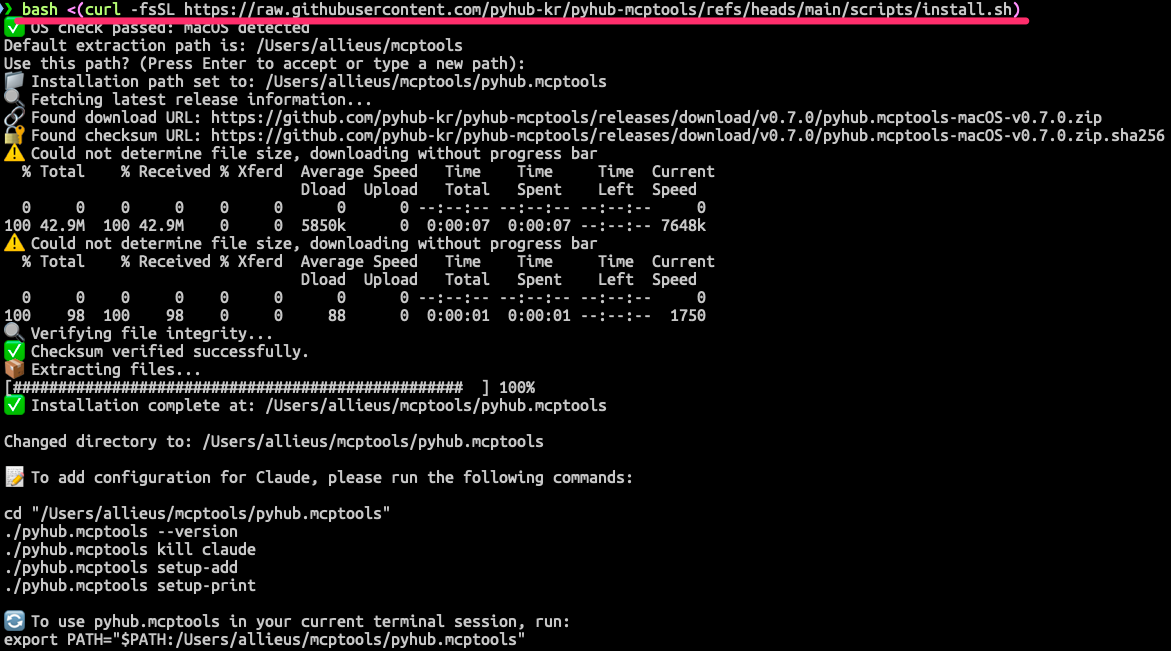 ❯ bash <(curl -fsSL https://raw.githubusercontent.com/pyhub-kr/pyhub-mcptools/refs/heads/main/scripts/install.sh)
✅ OS check passed: macOS detected
Default extraction path is: /Users/allieus/mcptools
Use this path? (Press Enter to accept or type a new path):
📁 Installation path set to: /Users/allieus/mcptools/pyhub.mcptools
🔍 Fetching latest release information...
🔗 Found download URL: https://github.com/pyhub-kr/pyhub-mcptools/releases/download/v0.7.0/pyhub.mcptools-macOS-v0.7.0.zip
🔐 Found checksum URL: https://github.com/pyhub-kr/pyhub-mcptools/releases/download/v0.7.0/pyhub.mcptools-macOS-v0.7.0.zip.sha256
⚠️ Could not determine file size, downloading without progress bar
  % Total    % Received % Xferd  Average Speed   Time    Time     Time  Current
                                 Dload  Upload   Total   Spent    Left  Speed
  0     0    0     0    0     0      0      0 --:--:-- --:--:-- --:--:--     0
100 42.9M  100 42.9M    0     0  5850k      0  0:00:07  0:00:07 --:--:-- 7648k
⚠️ Could not determine file size, downloading without progress bar
  % Total    % Received % Xferd  Average Speed   Time    Time     Time  Current
                                 Dload  Upload   Total   Spent    Left  Speed
  0     0    0     0    0     0      0      0 --:--:-- --:--:-- --:--:--     0
100    98  100    98    0     0     88      0  0:00:01  0:00:01 --:--:--  1750
🔍 Verifying file integrity...
✅ Checksum verified successfully.
📦 Extracting files...
[################################################## ] 100%
✅ Installation complete at: /Users/allieus/mcptools/pyhub.mcptools
Changed directory to: /Users/allieus/mcptools/pyhub.mcptools
📝 To add configuration for Claude, please run the following commands:
cd "/Users/allieus/mcptools/pyhub.mcptools"
./pyhub.mcptools --version
./pyhub.mcptools kill claude
./pyhub.mcptools setup-add
./pyhub.mcptools setup-print
🔄 To use pyhub.mcptools in your current terminal session, run:
export PATH="$PATH:/Users/allieus/mcptools/pyhub.mcptools"